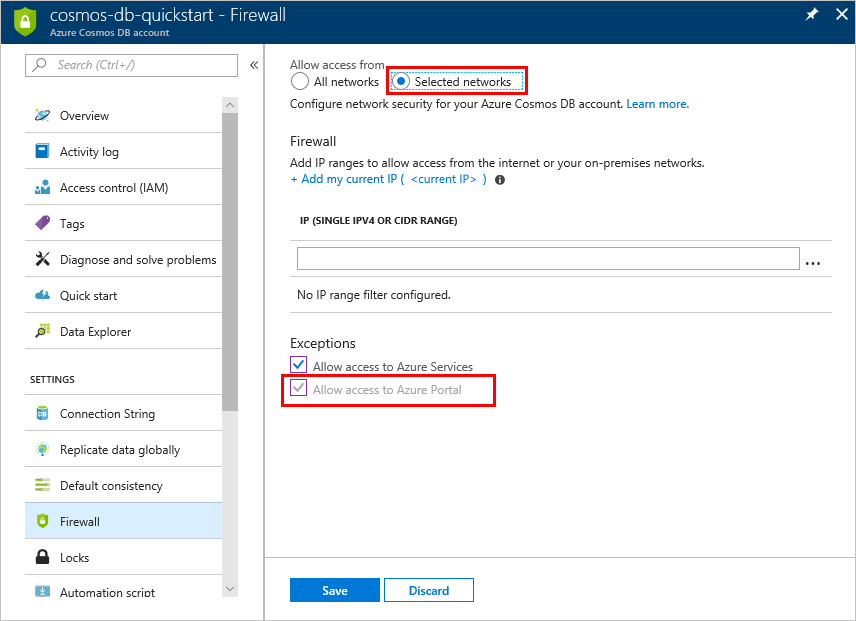 cosmos-db-quickstart - Firewall
Azure Cosmos DB account
Search (Ctrl+/)
«
Overview
Activity log
Access control (IAM)
Tags
Diagnose and solve problems
Quick start
Data Explorer
SETTINGS
Connection String
Replicate data globally
Default consistency
Firewall
Locks
Automation script
Allow access from
All networks
Selected networks
Configure network security for your Azure Cosmos DB account. Learn more.
Firewall
Add IP ranges to allow access from the internet or your on-premises networks.
+ Add my current IP ( <current IP> )
IP (SINGLE IPV4 OR CIDR RANGE)
...
No IP range filter configured.
Exceptions
Allow access to Azure Services
Allow access to Azure Portal
Save
Discard